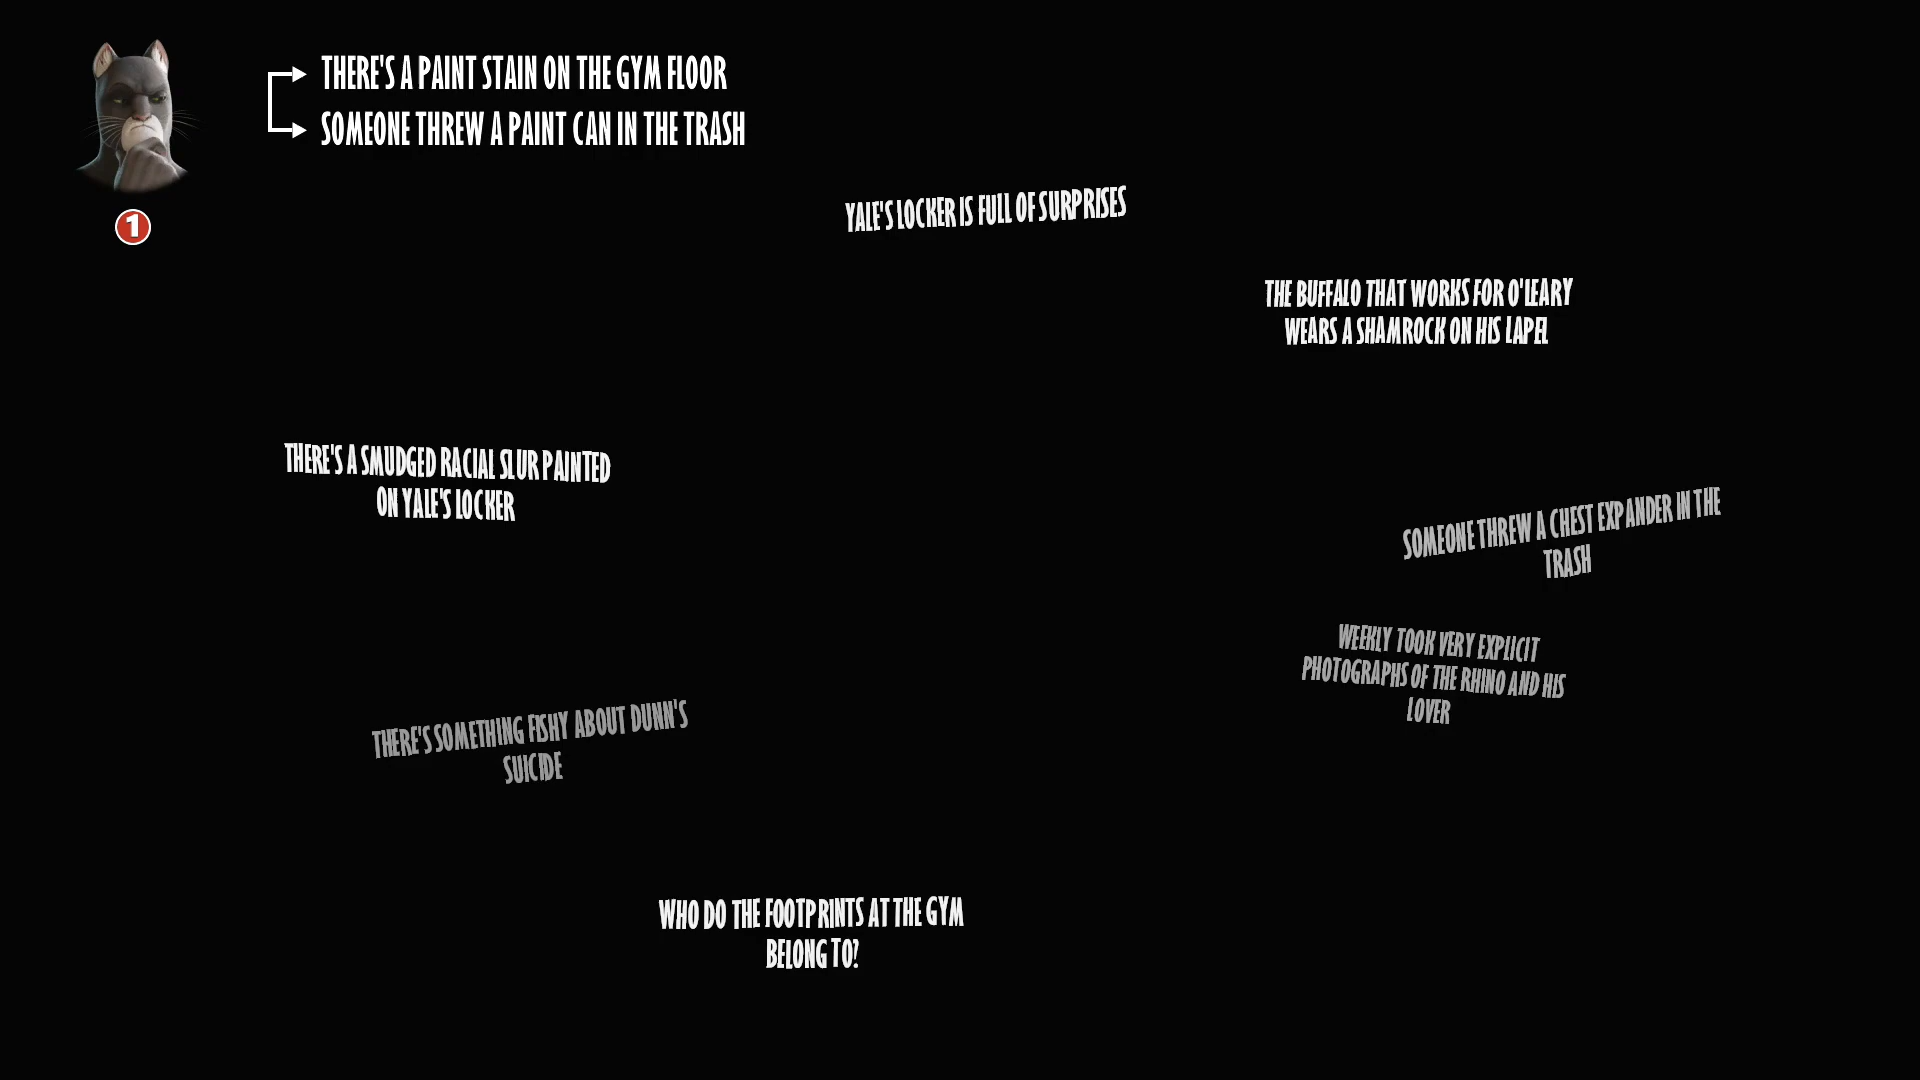 THERE'S A PAINT STAIN ON THE GYM FLOOR
SOMEONE THREW A PAINT CAN IN THE TRASH
1
YALE'S LOCKER IS FULL OF SURPRISES
THE BUFFALO THAT WORKS FOR O'LEARY
WEARS A SHAMROCK ON HIS LAPEL
THERE'S A SMUDGED RACIAL SLUR PAINTED
ON YALE'S LOCKER
SOMEONE THREW A CHEST EXPANDER IN THE
TRASH
WEEKLY TOOK VERY EXPLICIT
PHOTOGRAPHS OF THE RHINO AND HIS
LOVER
THERE'S SOMETHING FISHY ABOUT DUNN'S
SUICIDE
WHO DO THE FOOTPRINTS AT THE GYM
BELONG TO?